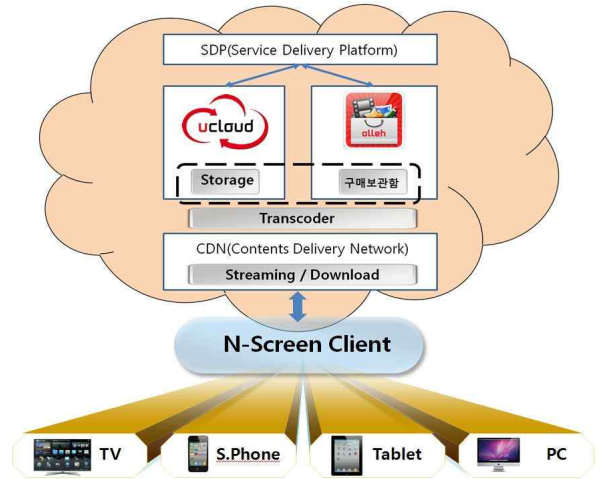 SDP(Service Delivery Platform)
ucloud
olleh
Storage
구매보관함
Transcoder
CDN(Contents Delivery Network)
Streaming / Download
N-Screen Client
TV
S.Phone
Tablet
PC